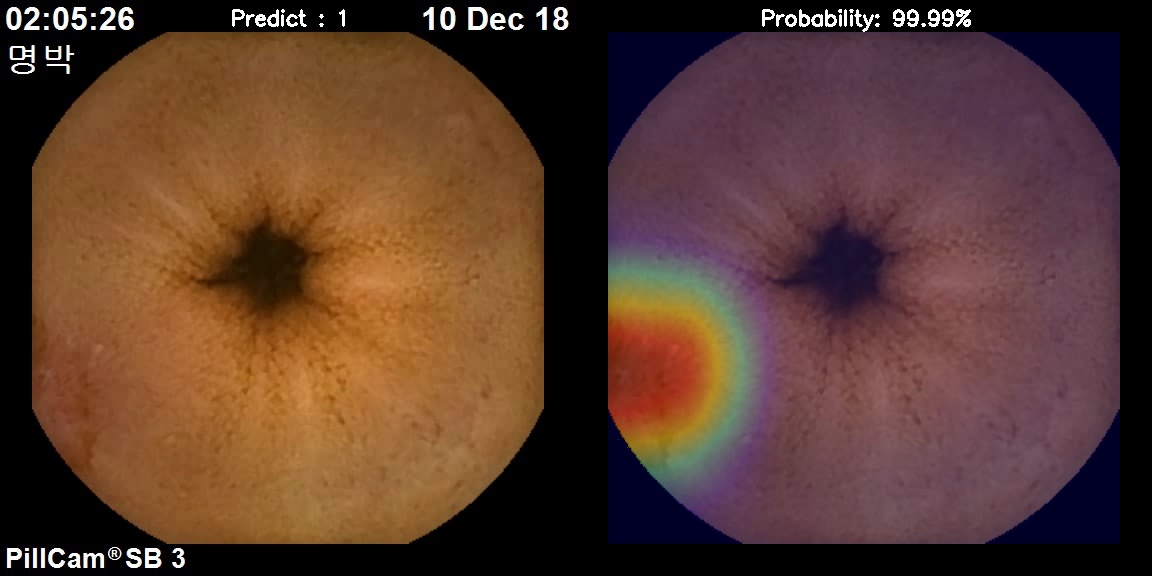 02:05:26
Predict : 1
10 Dec 18
Probability: 99.99%
명박
PillCam® SB 3